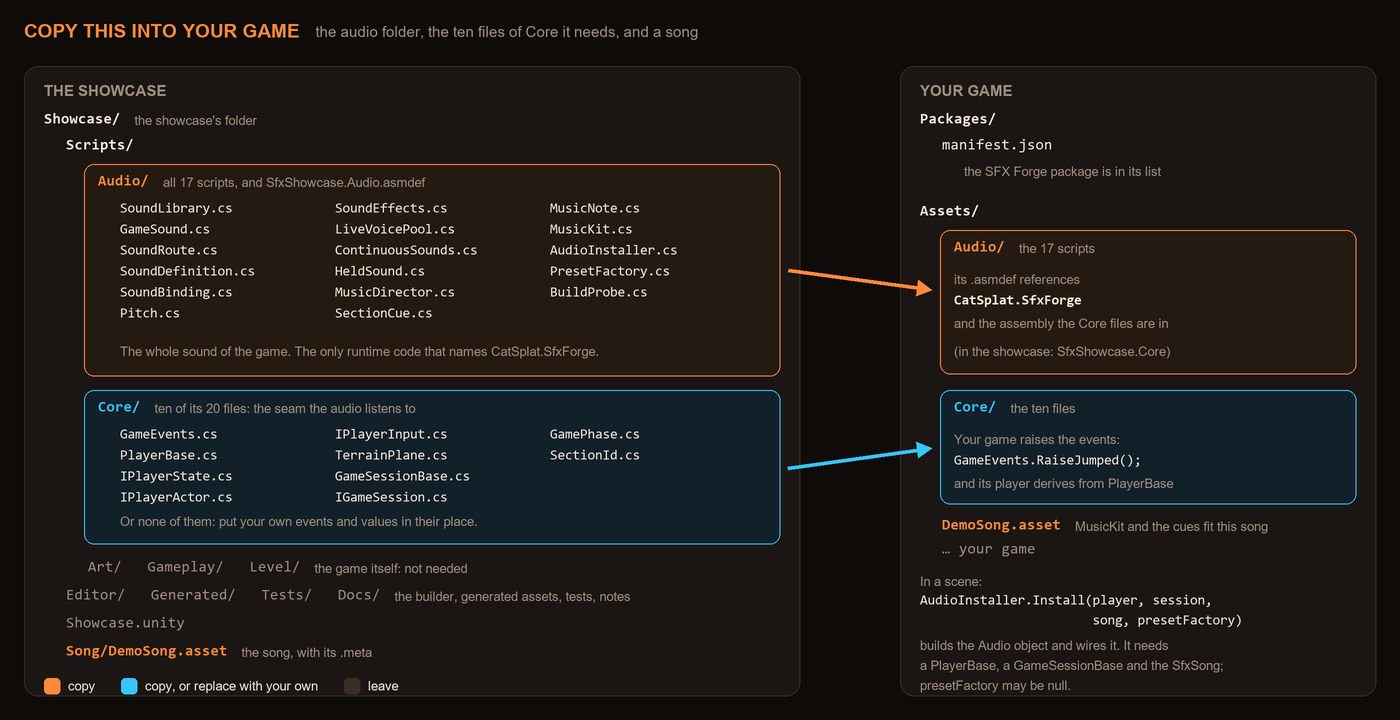 COPY THIS INTO YOUR GAME the audio folder, the ten files of Core it needs, and a song
THE SHOWCASE
Showcase/ the showcase's folder
Scripts/
Audio/ all 17 scripts, and SfxShowcase.Audio.asmdef
SoundLibrary.cs SoundEffects.cs MusicNote.cs
GameSound.cs LiveVoicePool.cs MusicKit.cs
SoundRoute.cs ContinuousSounds.cs AudioInstaller.cs
SoundDefinition.cs HeldSound.cs PresetFactory.cs
SoundBinding.cs MusicDirector.cs BuildProbe.cs
Pitch.cs SectionCue.cs
The whole sound of the game. The only runtime code that names CatSplat.SfxForge.
Core/ ten of its 20 files: the seam the audio listens to
GameEvents.cs IPlayerInput.cs GamePhase.cs
PlayerBase.cs TerrainPlane.cs SectionId.cs
IPlayerState.cs GameSessionBase.cs
IPlayerActor.cs IGameSession.cs
Or none of them: put your own events and values in their place.
Art/ Gameplay/ Level/ the game itself: not needed
Editor/ Generated/ Tests/ Docs/ the builder, generated assets, tests, notes
Showcase.unity
Song/DemoSong.asset the song, with its .meta
copy copy, or replace with your own leave
YOUR GAME
Packages/
manifest.json
the SFX Forge package is in its list
Assets/
Audio/ the 17 scripts
its .asmdef references
CatSplat.SfxForge
and the assembly the Core files are in
(in the showcase: SfxShowcase.Core)
Core/ the ten files
Your game raises the events:
GameEvents.RaiseJumped();
and its player derives from PlayerBase
DemoSong.asset MusicKit and the cues fit this song
… your game
In a scene:
AudioInstaller.Install(player, session,
song, presetFactory)
builds the Audio object and wires it. It needs
a PlayerBase, a GameSessionBase and the SfxSong;
presetFactory may be null.